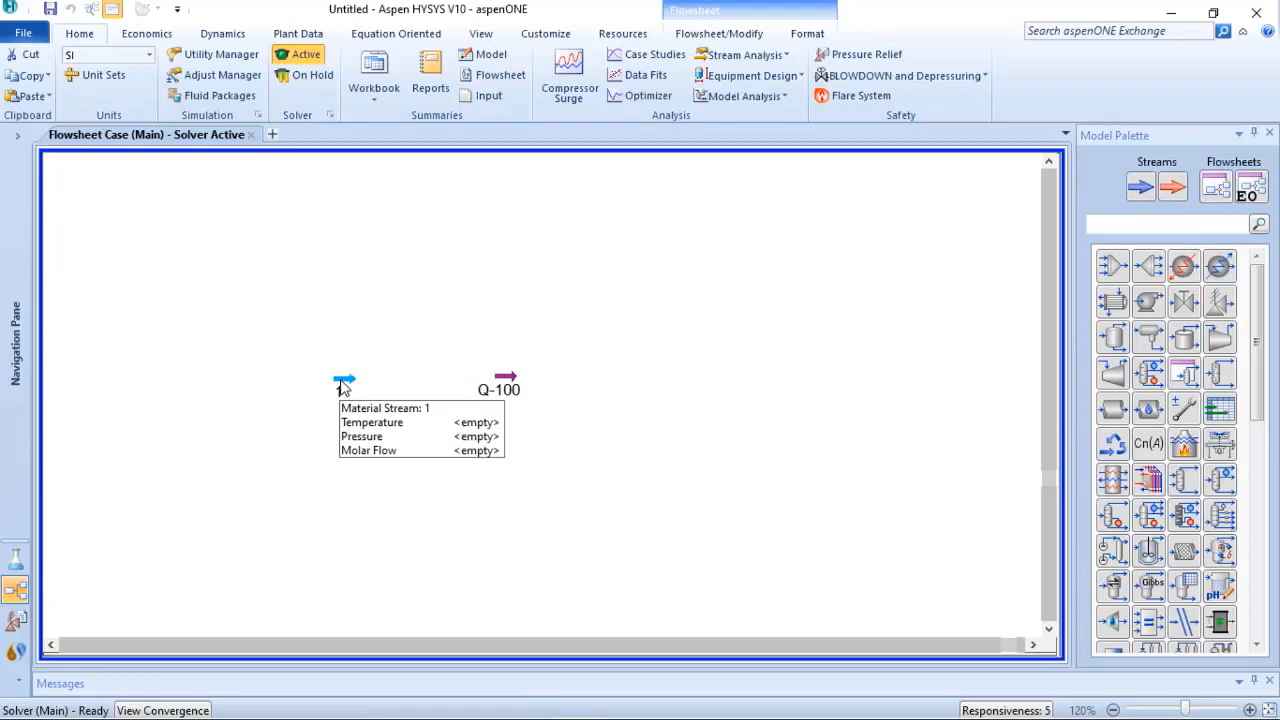 Untitled - Aspen HYSYS V10 - aspenONE
Flowsheet
File
Home
Economics
Dynamics
Plant Data
Equation Oriented
View
Customize
Resources
Flowsheet/Modify
Format
Search aspenONE Exchange
Cut
Copy
Paste
Clipboard
SI
Unit Sets
Units
Utility Manager
Adjust Manager
Fluid Packages
Simulation
Active
On Hold
Solver
Workbook
Reports
Model
Flowsheet
Input
Summaries
Compressor
Surge
Case Studies
Data Fits
Optimizer
Stream Analysis
Equipment Design
Model Analysis
Analysis
Pressure Relief
BLOWDOWN and Depressuring
Flare System
Safety
Flowsheet Case (Main) - Solver Active
Model Palette
Streams
Flowsheets
EO
Navigation Pane
Q-100
Material Stream: 1
Temperature <empty>
Pressure <empty>
Molar Flow <empty>
Cn(A)
Gibbs
pH
Messages
Solver (Main) - Ready
View Convergence
Responsiveness: 5
120%